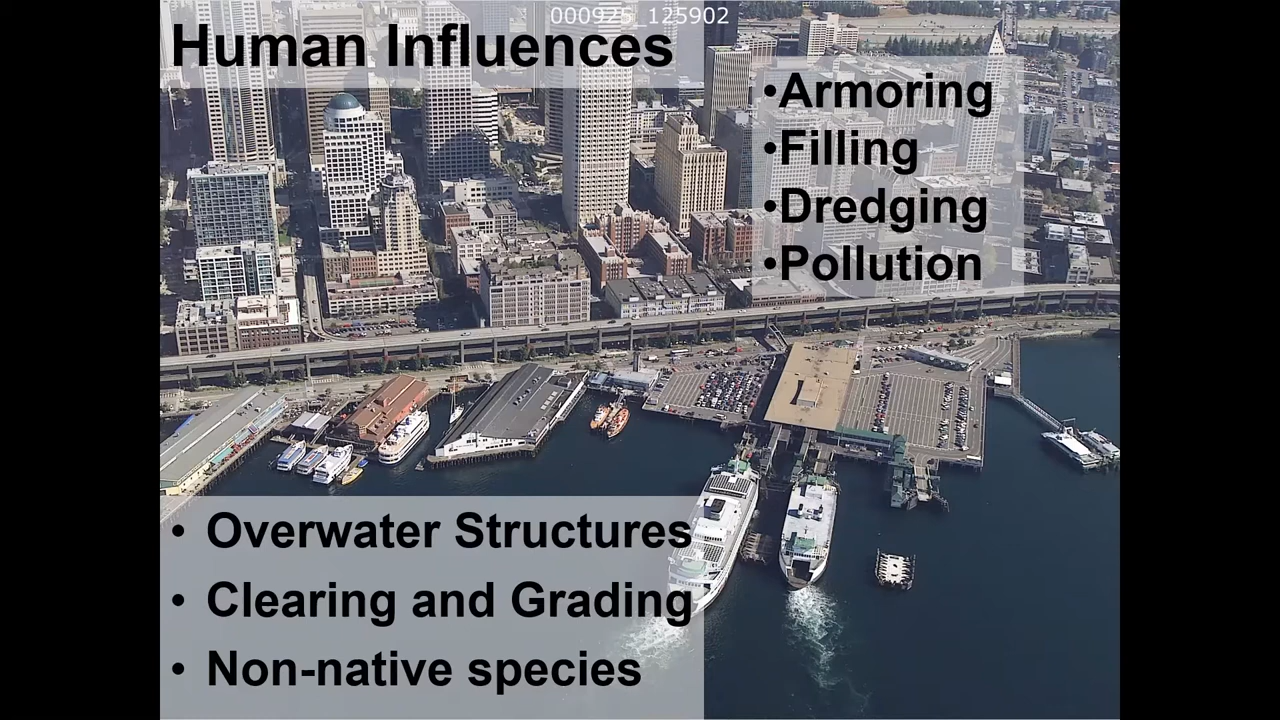 000925_125902
Human Influences
•Armoring
•Filling
•Dredging
•Pollution
• Overwater Structures
• Clearing and Grading
• Non-native species